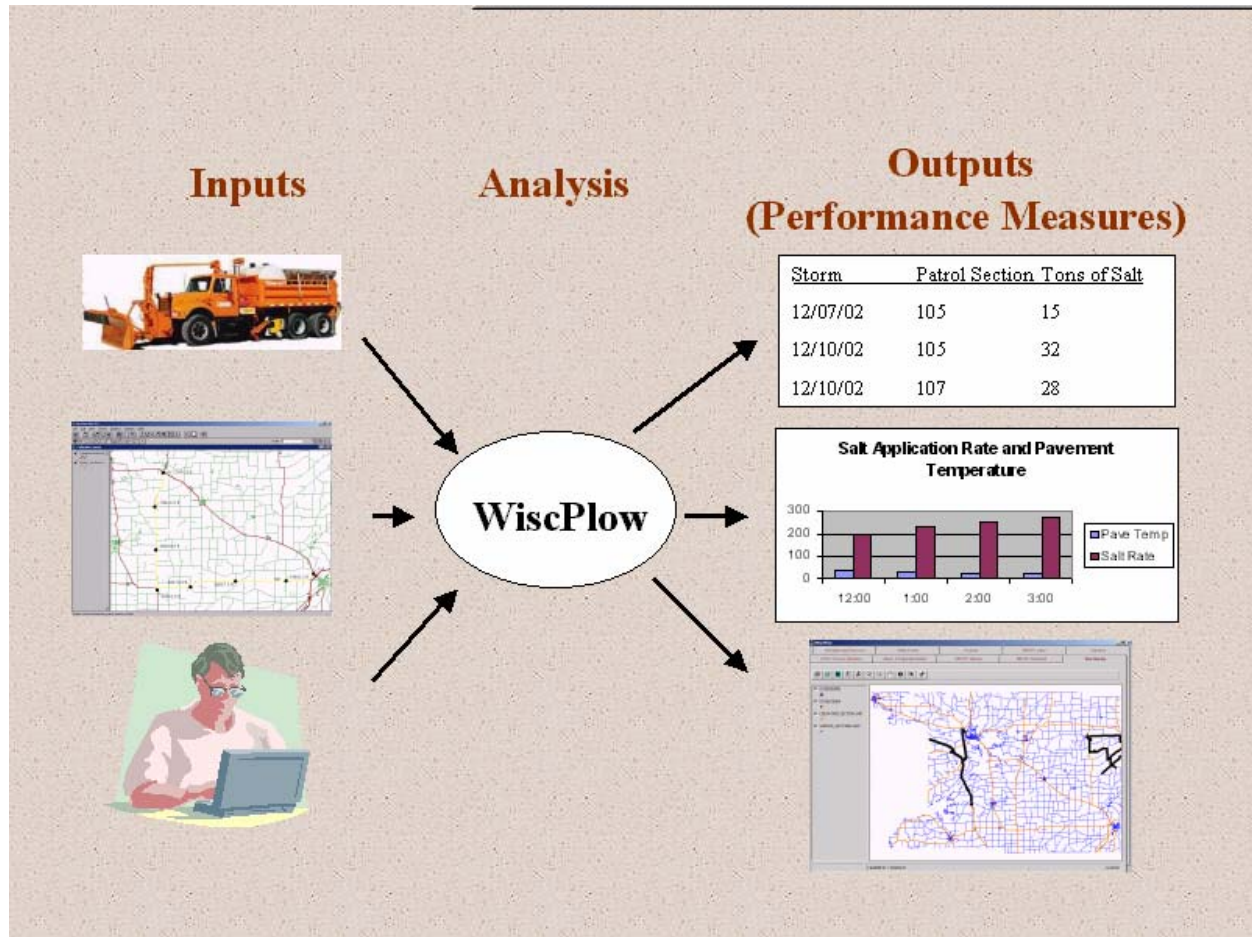 Inputs
Analysis
Outputs
(Performance Measures)
Storm Patrol Section Tons of Salt
12/07/02 105 15
12/10/02 105 32
12/10/02 107 28
WiscPlow
Salt Application Rate and Pavement
Temperature
300
200
100
0
12:00 1:00 2:00 3:00
Pave Temp
Salt Rate